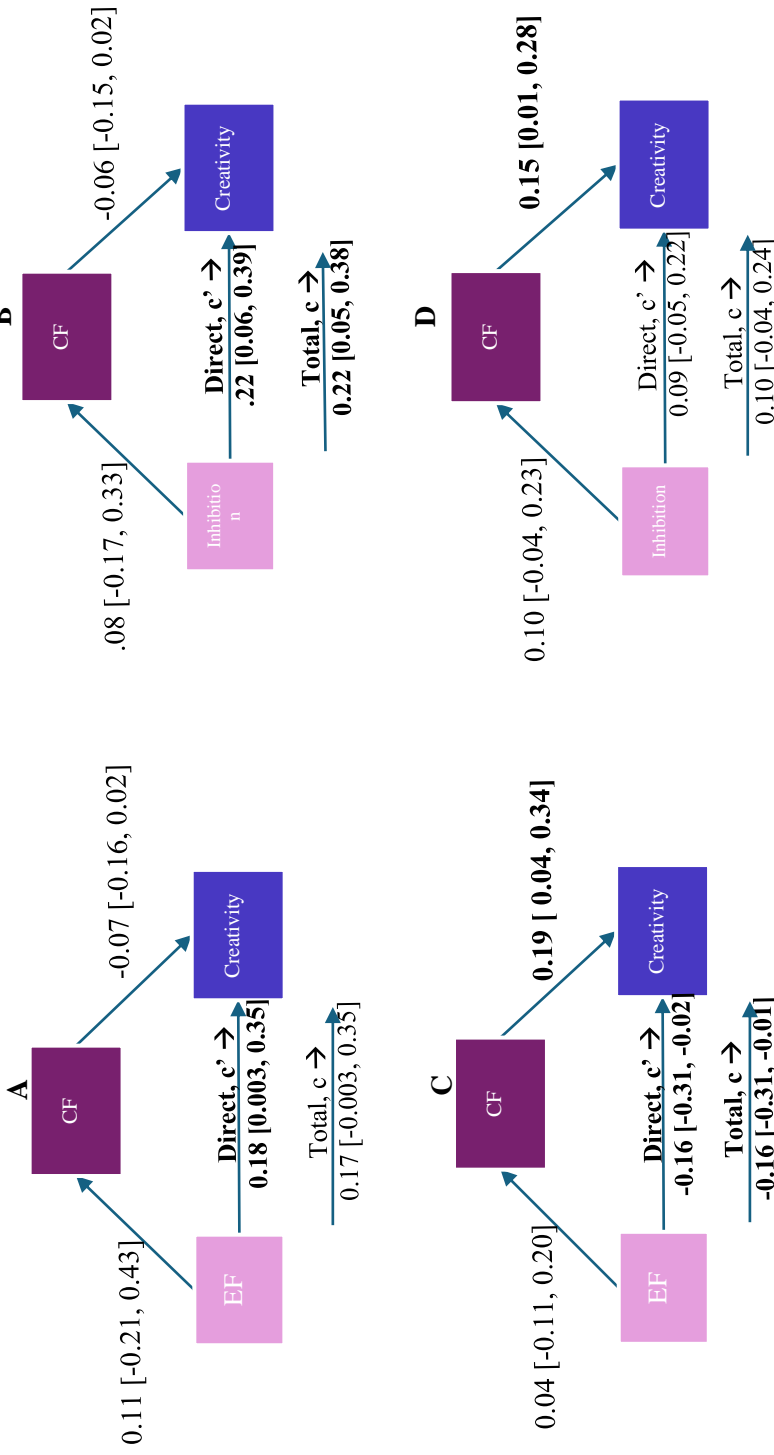 A
CF
0.11 [-0.21, 0.43]
-0.07 [-0.16, 0.02]
EF
Direct, c’ →
0.18 [0.003, 0.35]
Creativity
Total, c →
0.17 [-0.003, 0.35]
B
CF
.08 [-0.17, 0.33]
-0.06 [-0.15, 0.02]
Inhibitio
n
Direct, c’ →
.22 [0.06, 0.39]
Creativity
Total, c →
0.22 [0.05, 0.38]
C
CF
0.04 [-0.11, 0.20]
0.19 [ 0.04, 0.34]
EF
Direct, c’ →
-0.16 [-0.31, -0.02]
Creativity
Total, c →
-0.16 [-0.31, -0.01]
D
CF
0.10 [-0.04, 0.23]
0.15 [0.01, 0.28]
Inhibition
Direct, c’ →
0.09 [-0.05, 0.22]
Creativity
Total, c →
0.10 [-0.04, 0.24]